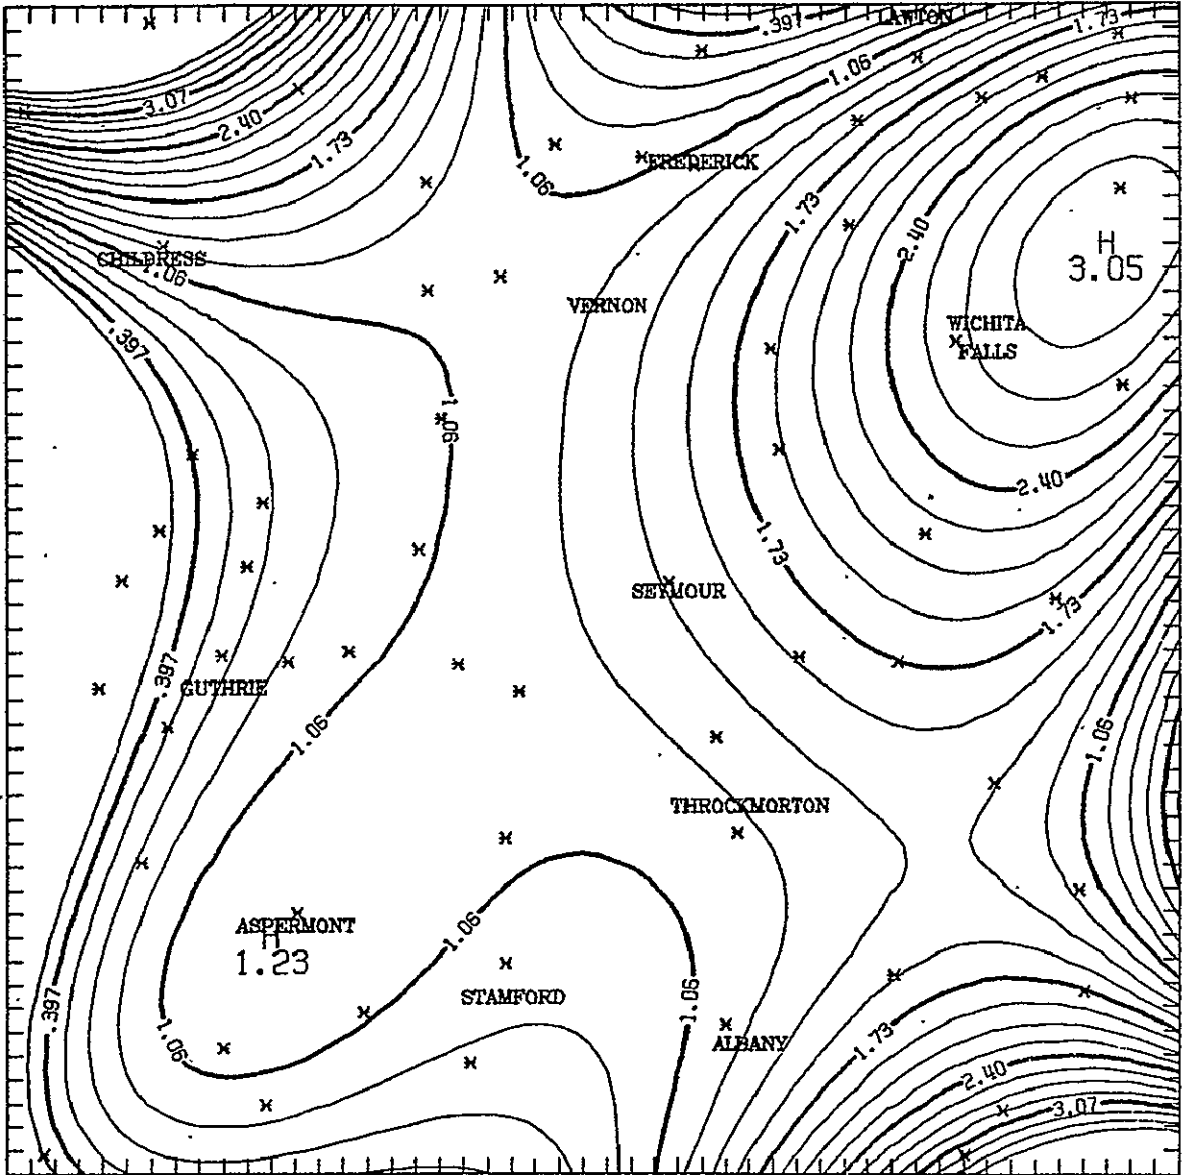 .397
LAWTON
1.73
1.06
3.07
2.40
1.73
FREDERICK
1.06
1.73
2.40
H
3.05
CHILDRESS
1.06
VERNON
WICHITA
FALLS
.397
1.06
2.40
1.73
SEYMOUR
1.73
.397
GUTHRIE
1.06
1.06
THROCKMORTON
ASPERMONT
H
1.23
1.06
STAMFORD
1.06
.397
1.06
ALBANY
1.73
2.40
3.07